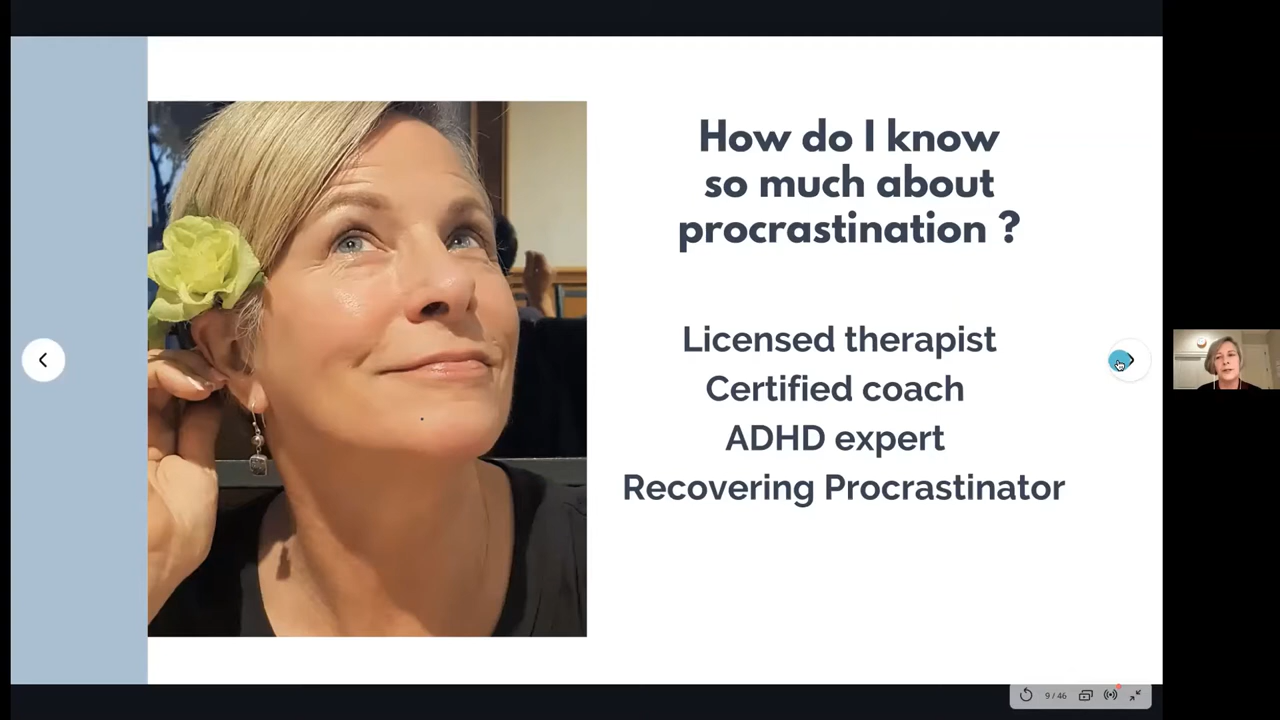 How do I know
so much about
procrastination ?
Licensed therapist
Certified coach
ADHD expert
Recovering Procrastinator
9 / 46